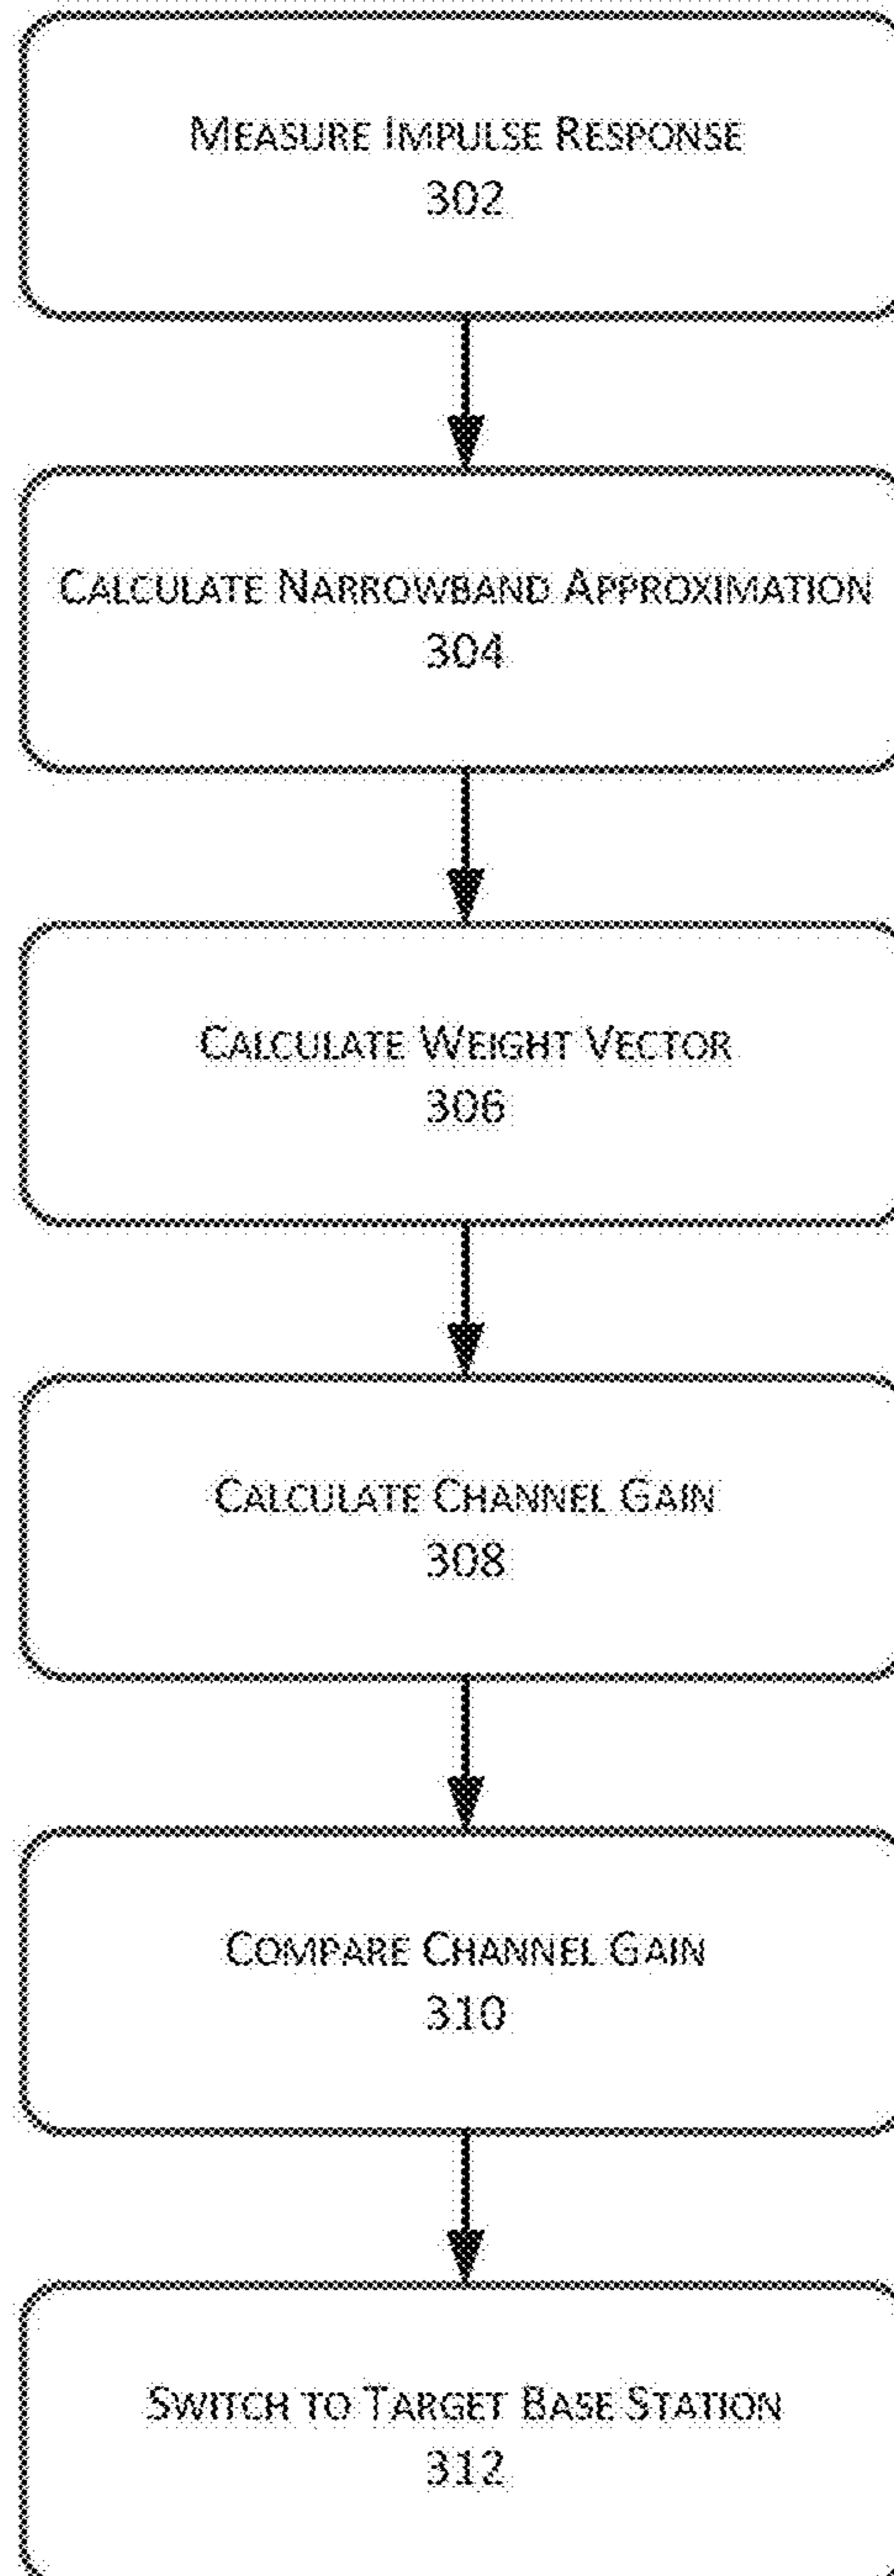 MEASURE IMPULSE RESPONSE
302
CALCULATE NARROWBAND APPROXIMATION
304
CALCULATE WEIGHT VECTOR
306
CALCULATE CHANNEL GAIN
308
COMPARE CHANNEL GAIN
310
SWITCH TO TARGET BASE STATION
312